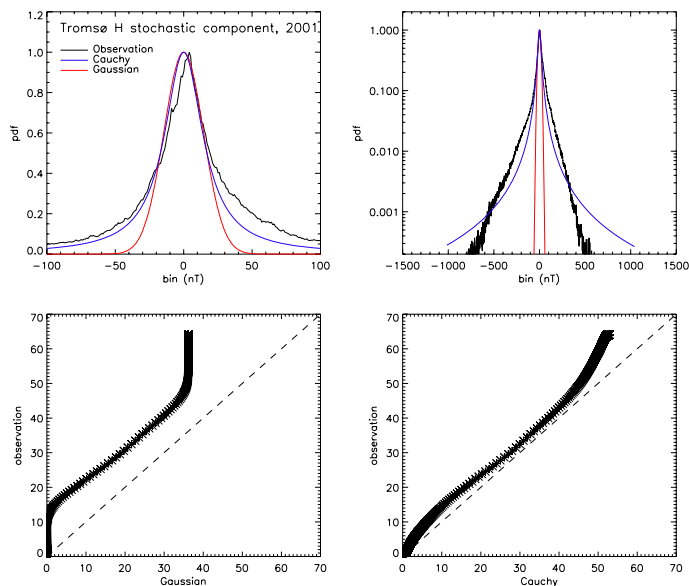 Tromsø H stochastic component, 2001
Observation
Cauchy
Gaussian
1.2
1.0
0.8
0.6
0.4
0.2
0.0
pdf
-100 -50 0 50 100
bin (nT)
1.000
0.100
0.010
0.001
pdf
-1500 -1000 -500 0 500 1000 1500
bin (nT)
70
60
50
40
30
20
10
0
observation
0 10 20 30 40 50 60 70
Gaussian
70
60
50
40
30
20
10
0
observation
0 10 20 30 40 50 60 70
Cauchy